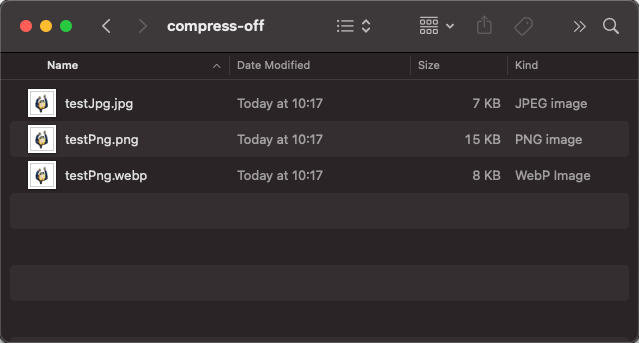 compress-off
Name Date Modified Size Kind
testJpg.jpg Today at 10:17 7 KB JPEG image
testPng.png Today at 10:17 15 KB PNG image
testPng.webp Today at 10:17 8 KB WebP Image